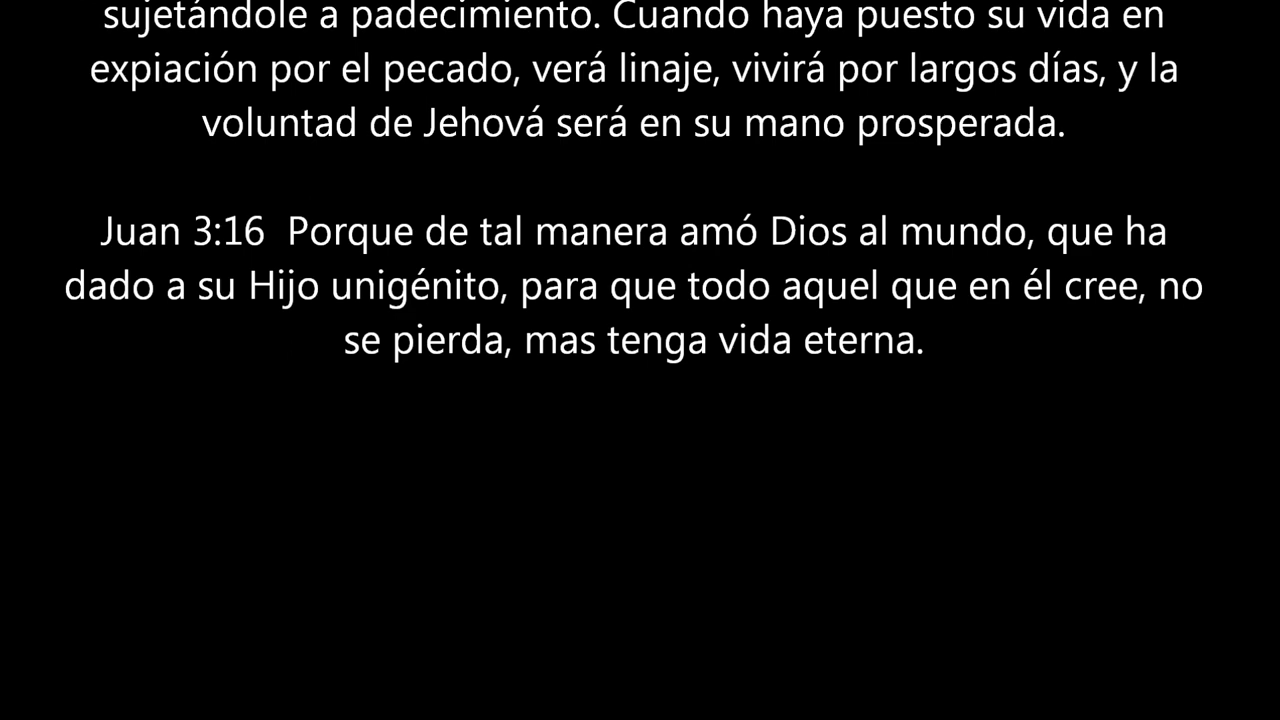 sujetándole a padecimiento. Cuando haya puesto su vida en
expiación por el pecado, verá linaje, vivirá por largos días, y la
voluntad de Jehová será en su mano prosperada.
Juan 3:16  Porque de tal manera amó Dios al mundo, que ha
dado a su Hijo unigénito, para que todo aquel que en él cree, no
se pierda, mas tenga vida eterna.